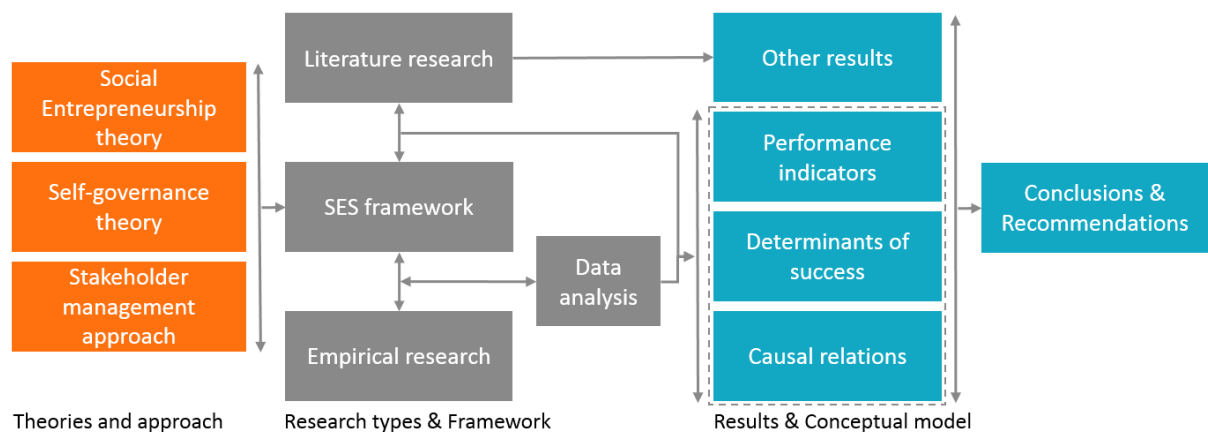 Social
Entrepreneurship
theory
Self-governance
theory
Stakeholder
management
approach
Theories and approach
Literature research
SES framework
Data
analysis
Empirical research
Research types & Framework
Other results
Performance
indicators
Determinants of
success
Causal relations
Results & Conceptual model
Conclusions &
Recommendations